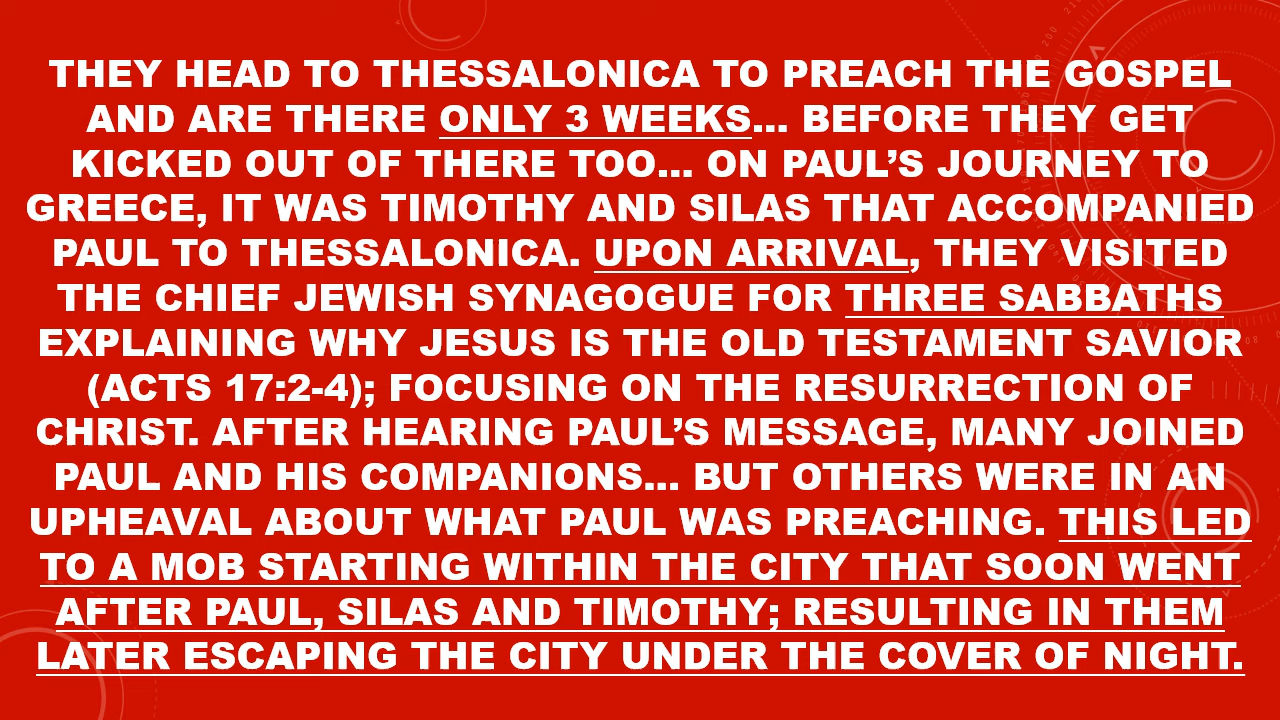 THEY HEAD TO THESSALONICA TO PREACH THE GOSPEL
AND ARE THERE ONLY 3 WEEKS… BEFORE THEY GET
KICKED OUT OF THERE TOO… ON PAUL’S JOURNEY TO
GREECE, IT WAS TIMOTHY AND SILAS THAT ACCOMPANIED
PAUL TO THESSALONICA. UPON ARRIVAL, THEY VISITED
THE CHIEF JEWISH SYNAGOGUE FOR THREE SABBATHS
EXPLAINING WHY JESUS IS THE OLD TESTAMENT SAVIOR
(ACTS 17:2-4); FOCUSING ON THE RESURRECTION OF
CHRIST. AFTER HEARING PAUL’S MESSAGE, MANY JOINED
PAUL AND HIS COMPANIONS… BUT OTHERS WERE IN AN
UPHEAVAL ABOUT WHAT PAUL WAS PREACHING. THIS LED
TO A MOB STARTING WITHIN THE CITY THAT SOON WENT
AFTER PAUL, SILAS AND TIMOTHY; RESULTING IN THEM
LATER ESCAPING THE CITY UNDER THE COVER OF NIGHT.